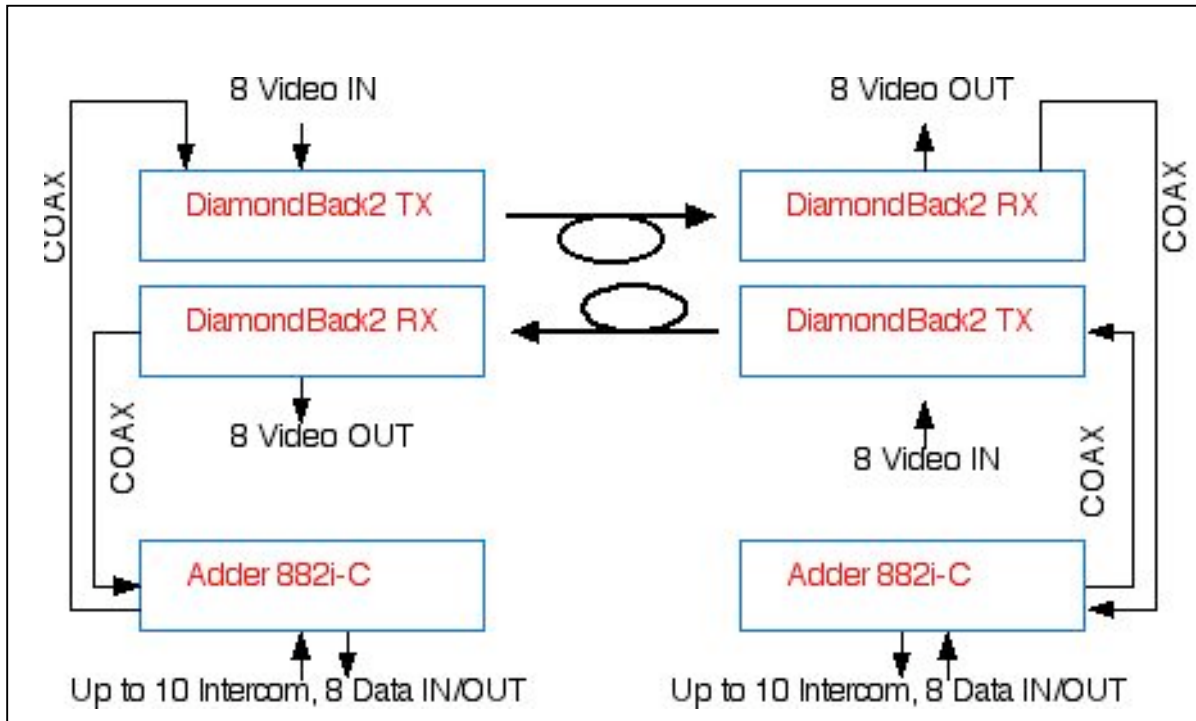 8 Video IN
8 Video OUT
COAX
DiamondBack2 TX
DiamondBack2 RX
COAX
DiamondBack2 RX
DiamondBack2 TX
COAX
8 Video OUT
8 Video IN
COAX
Adder 882i-C
Adder 882i-C
Up to 10 Intercom, 8 Data IN/OUT
Up to 10 Intercom, 8 Data IN/OUT